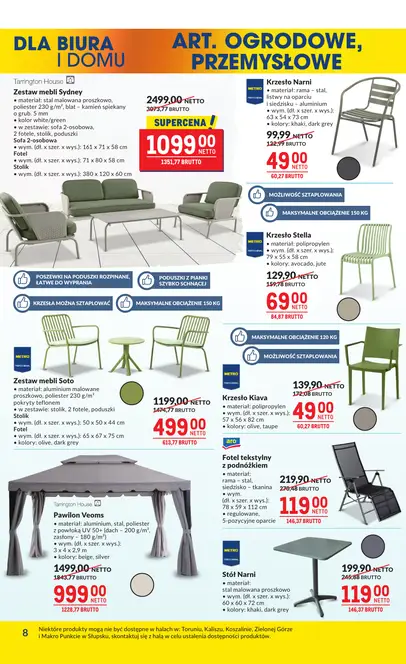 DLA BIURA
I DOMU
ART. OGRODOWE,
PRZEMYSŁOWE
Tarrington House
Zestaw mebli Sydney
• materiał: stal malowana proszkowo,
poliester 230 g/m², blat – kamień spiekany
o grub. 5 mm
• kolor white/green
• w zestawie: sofa 2-osobowa,
2 fotele, stolik, poduszki
Sofa 2-osobowa
• wym. (dł. x szer. x wys.): 161 x 71 x 58 cm
Fotel
• wym. (dł. x szer. x wys.): 71 x 80 x 58 cm
Stolik
• wym. (dł. x szer. x wys.): 380 x 120 x 60 cm
2499,00 NETTO
3073,77 BRUTTO
SUPERCENA!
1099,00
NETTO
1351,77 BRUTTO
METRO
Krzesło Narni
• materiał: rama – stal,
listwy na oparciu
i siedzisku – aluminium
• wym. (dł. x szer. x wys.):
63 x 54 x 73 cm
• kolory: khaki, dark grey
99,99 NETTO
122,99 BRUTTO
49,00
NETTO
60,27 BRUTTO
MOŻLIWOŚĆ SZTAPLOWANIA
MAKSYMALNE OBCIĄŻENIE 150 KG
METRO
Krzesło Stella
• materiał: polipropylen
• wym. (dł. x szer. x wys.):
79 x 55 x 58 cm
• kolory: avocado, jute
129,90 NETTO
159,78 BRUTTO
69,00
NETTO
84,87 BRUTTO
POSZEWKI NA PODUSZKI ROZPINANE,
ŁATWE DO WYPRANIA
PODUSZKI Z PIANKI
SZYBKO SCHNĄCEJ
KRZESŁA MOŻNA SZTAPLOWAĆ
MAKSYMALNE OBCIĄŻENIE 150 KG
METRO
Zestaw mebli Soto
• materiał: aluminium malowane
proszkowo, poliester 230 g/m²
pokryty teflonem
• w zestawie: stolik, 2 fotele, poduszki
Stolik
• wym. (dł. x szer. x wys.): 50 x 50 x 44 cm
Fotel
• wym. (dł. x szer. x wys.): 65 x 67 x 75 cm
• kolory: olive, dark grey
1199,00 NETTO
1474,77 BRUTTO
499,00
NETTO
613,77 BRUTTO
MAKSYMALNE OBCIĄŻENIE 120 KG
MOŻLIWOŚĆ SZTAPLOWANIA
METRO
Krzesło Kiava
• materiał: polipropylen
• wym. (dł. x szer. x wys.):
57 x 56 x 82 cm
• kolory: olive, taupe
139,90 NETTO
172,08 BRUTTO
49,00
NETTO
60,27 BRUTTO
aro
Fotel tekstylny
z podnóżkiem
• materiał:
rama – stal,
siedzisko – tkanina
• wym.
(dł. x szer. x wys.):
78 x 59 x 112 cm
• regulowane,
5-pozycyjne oparcie
219,90 NETTO
270,48 BRUTTO
119,00
NETTO
146,37 BRUTTO
Tarrington House
Pawilon Veoms
• materiał: aluminium, stal, poliester
z powłoką UV 50+ (dach – 200 g/m²,
zasłony – 180 g/m²)
• wym. (dł. x szer. x wys.):
3 x 4 x 2,9 m
• kolory: beige, silver
1499,00 NETTO
1843,77 BRUTTO
999,00
NETTO
1228,77 BRUTTO
METRO
Stół Narni
• materiał:
stal malowana proszkowo
• wym. (dł. x szer. x wys.):
60 x 60 x 72 cm
• kolory: khaki, dark grey
199,90 NETTO
245,88 BRUTTO
119,00
NETTO
146,37 BRUTTO
8
Niektóre produkty mogą nie być dostępne w halach w: Toruniu, Kaliszu, Koszalinie, Zielonej Górze
i Makro Punkcie w Słupsku, skontaktuj się z halą w celu ustalenia dostępności produktów.